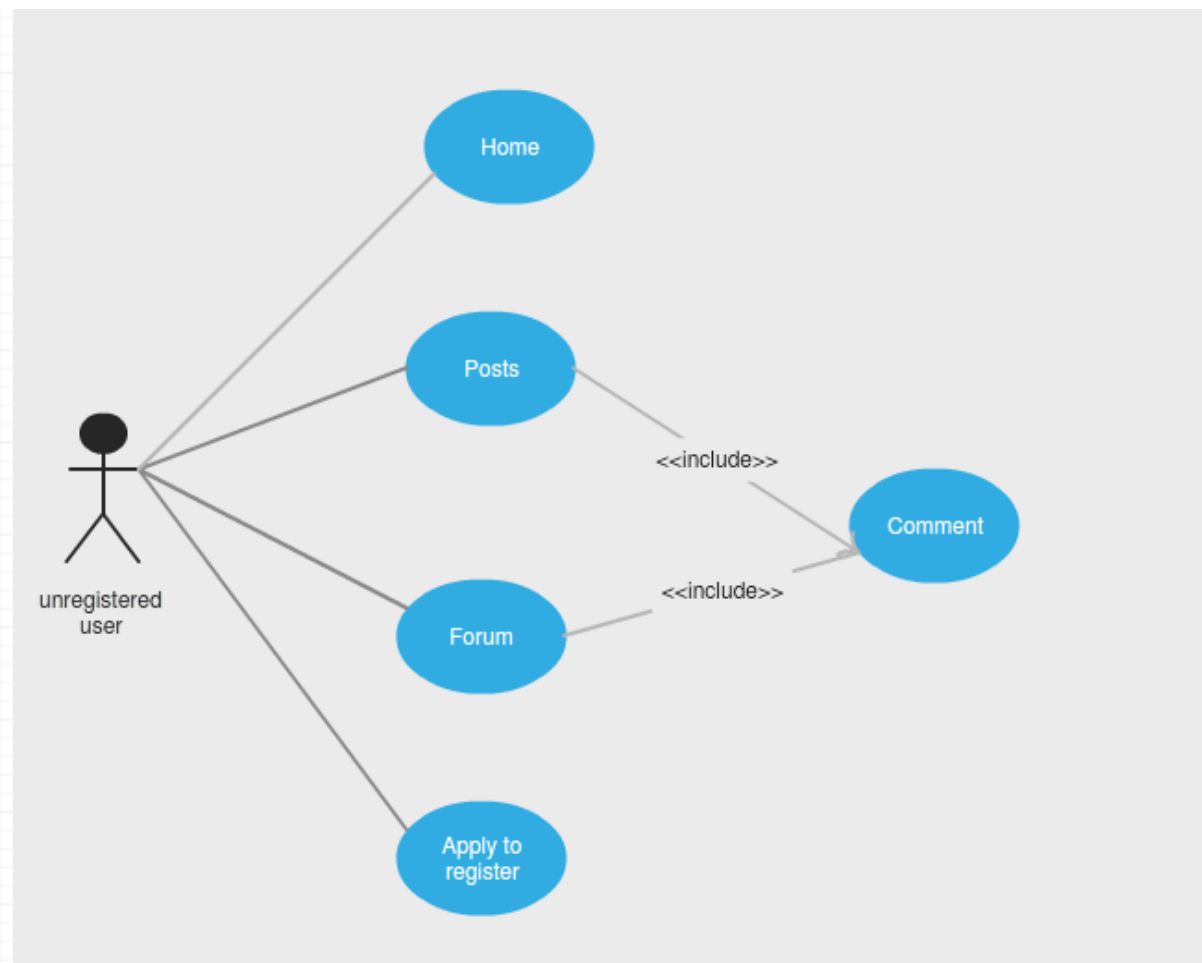 Home
Posts
<<include>>
Comment
<<include>>
unregistered
user
Forum
Apply to
register